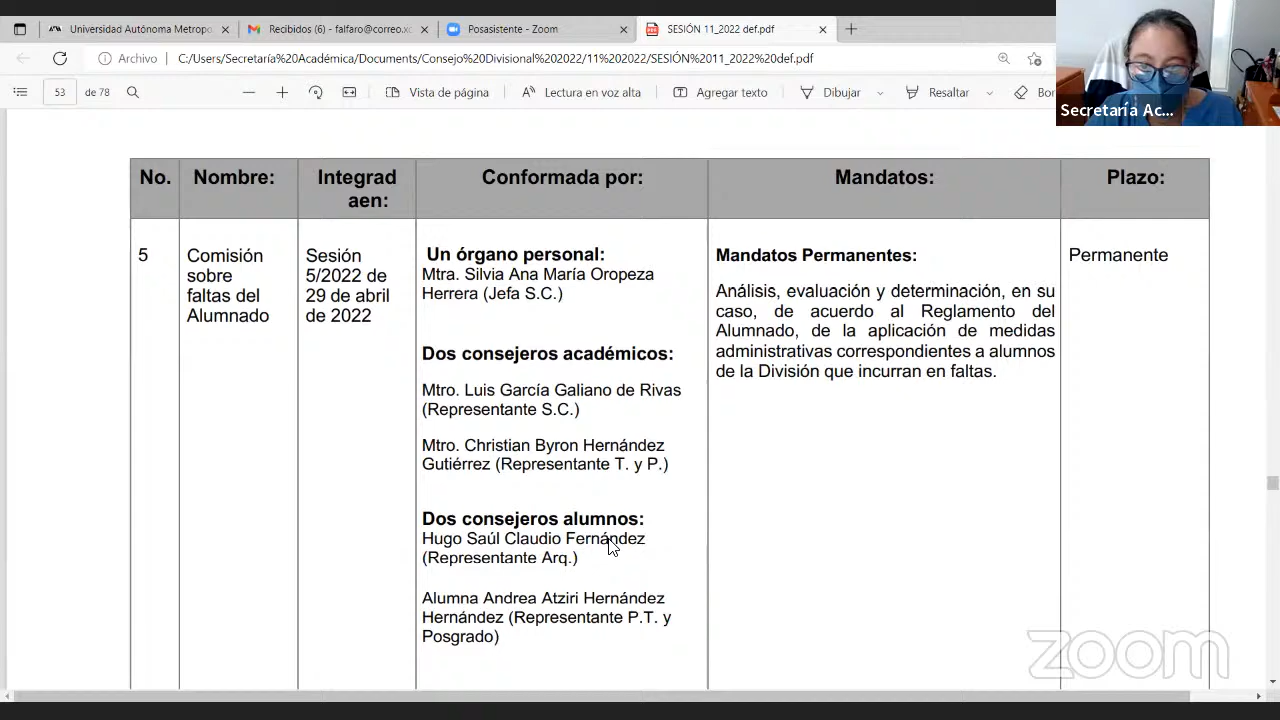 Universidad Autónoma Metropo
Recibidos (6) - falfaro@correo.xo
Posasistente - Zoom
SESIÓN 11_2022 def.pdf
Archivo
C:/Users/Secretaría%20Académica/Documents/Consejo%20Divisional%202022/11%202022/SESIÓN%2011_2022%20def.pdf
53 de 78
Vista de página
Lectura en voz alta
Agregar texto
Dibujar
Resaltar
Bor
Secretaría Ac...
No.
Nombre:
Integrad
aen:
Conformada por:
Mandatos:
Plazo:
5
Comisión
sobre
faltas del
Alumnado
Sesión
5/2022 de
29 de abril
de 2022
Un órgano personal:
Mtra. Silvia Ana María Oropeza
Herrera (Jefa S.C.)
Dos consejeros académicos:
Mtro. Luis García Galiano de Rivas
(Representante S.C.)
Mtro. Christian Byron Hernández
Gutiérrez (Representante T. y P.)
Dos consejeros alumnos:
Hugo Saúl Claudio Fernández
(Representante Arq.)
Alumna Andrea Atziri Hernández
Hernández (Representante P.T. y
Posgrado)
Mandatos Permanentes:
Análisis, evaluación y determinación, en su
caso, de acuerdo al Reglamento del
Alumnado, de la aplicación de medidas
administrativas correspondientes a alumnos
de la División que incurran en faltas.
Permanente
zoom